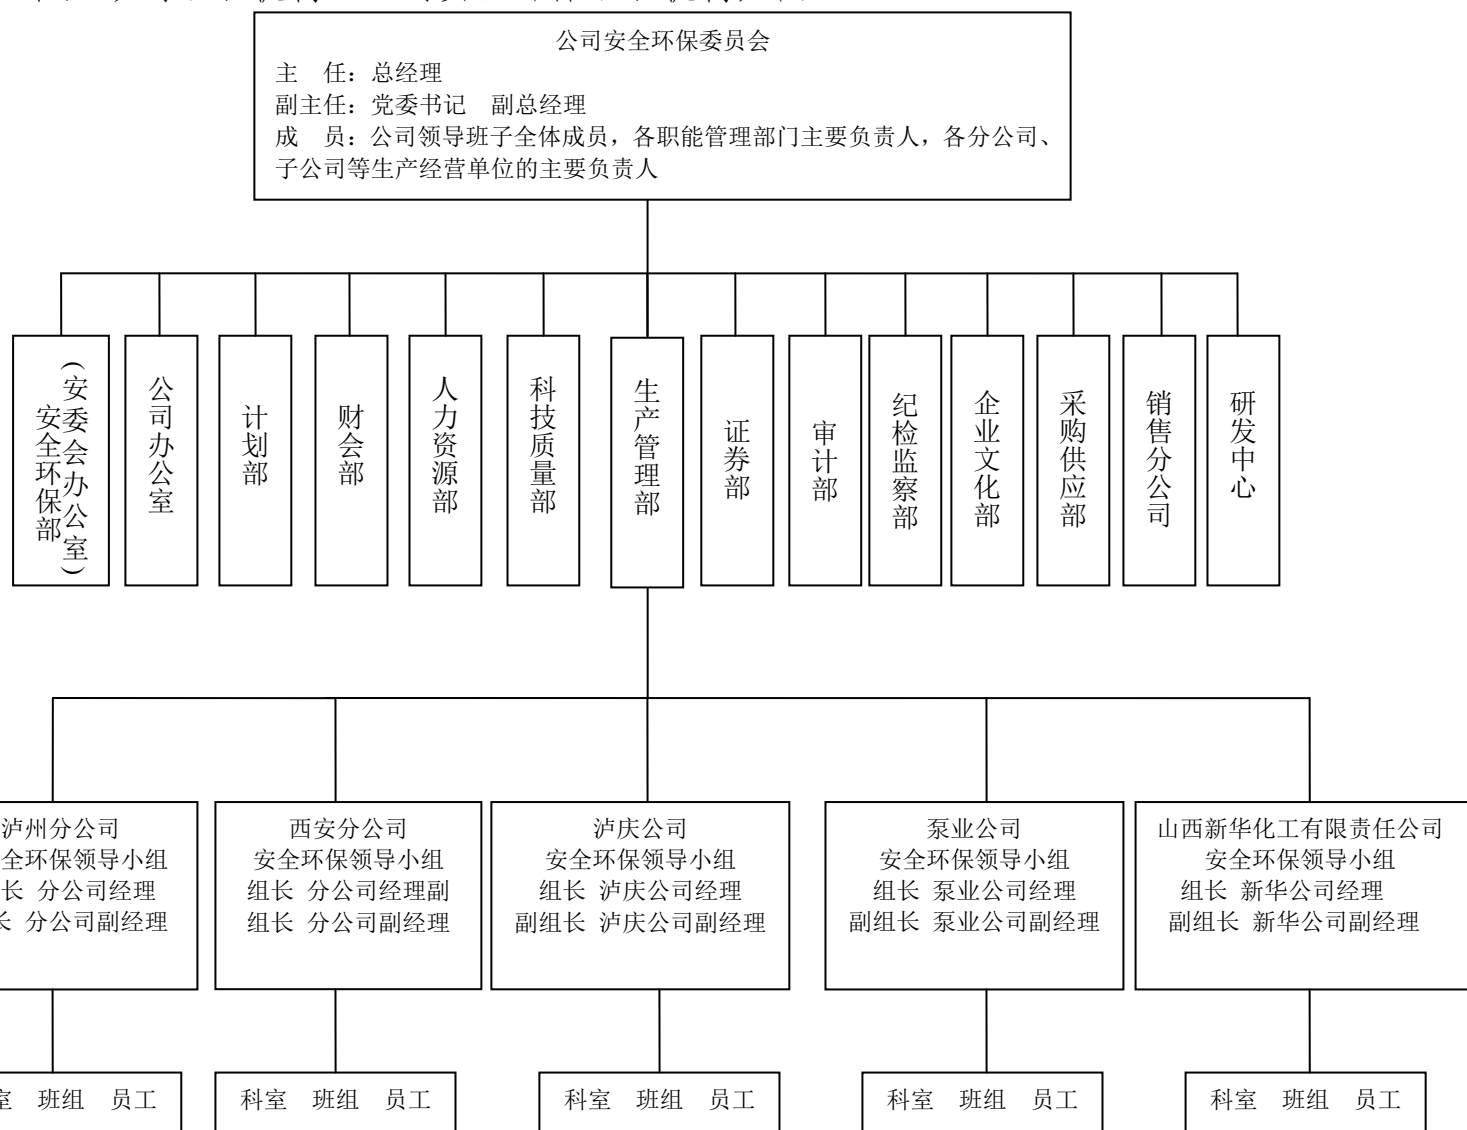 公司安全环保委员会
主　任：总经理
副主任：党委书记　副总经理
成　员：公司领导班子全体成员，各职能管理部门主要负责人，各分公司、
子公司等生产经营单位的主要负责人
安全环保部
（安委会办公室）
公司办公室
计划部
财会部
人力资源部
科技质量部
生产管理部
证券部
审计部
纪检监察部
企业文化部
采购供应部
销售分公司
研发中心
泸州分公司
全环保领导小组
长 分公司经理
长 分公司副经理
西安分公司
安全环保领导小组
组长 分公司经理副
组长 分公司副经理
泸庆公司
安全环保领导小组
组长 泸庆公司经理
副组长 泸庆公司副经理
泵业公司
安全环保领导小组
组长 泵业公司经理
副组长 泵业公司副经理
山西新华化工有限责任公司
安全环保领导小组
组长 新华公司经理
副组长 新华公司副经理
室　班组　员工
科室　班组　员工
科室　班组　员工
科室　班组　员工
科室　班组　员工